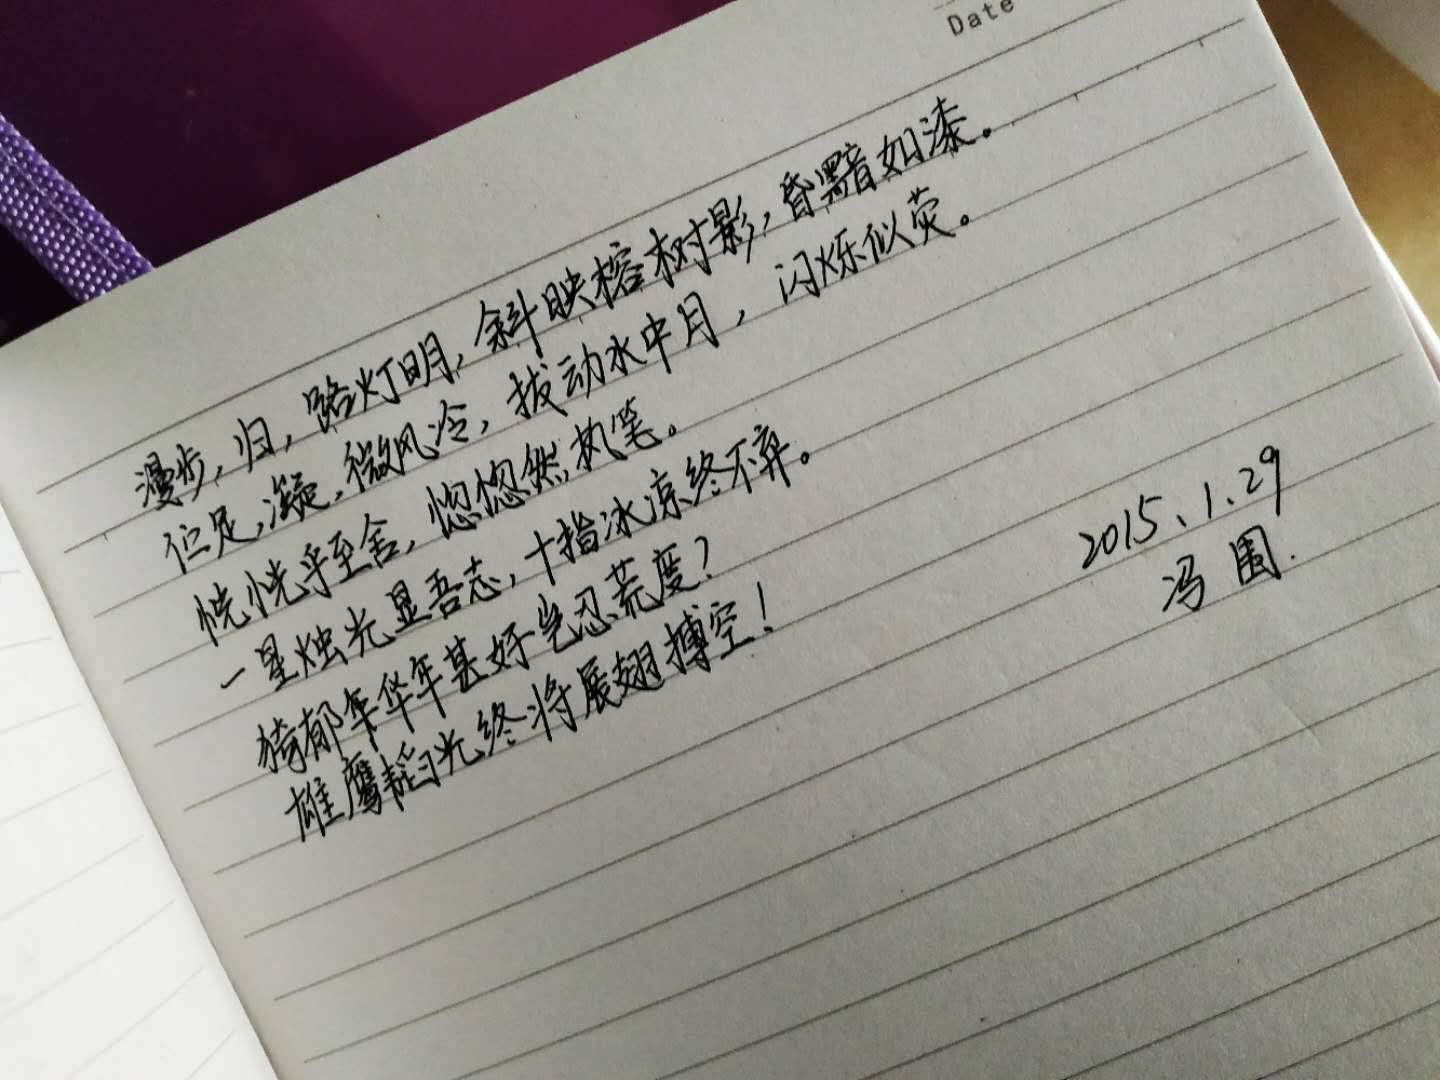 Date
漫步,归,路灯明,斜映榕树影,昏黯如漆。
伫足,凝,微风冷,拔动水中月,闪烁似荧。
恍恍乎至舍,惚惚然执笔。
一星烛光显吾志,十指冰凉终不弃。
猗郁年华年甚好岂忍荒度?
雄鹰韬光终将展翅搏空!
2015、1.29
冯围.